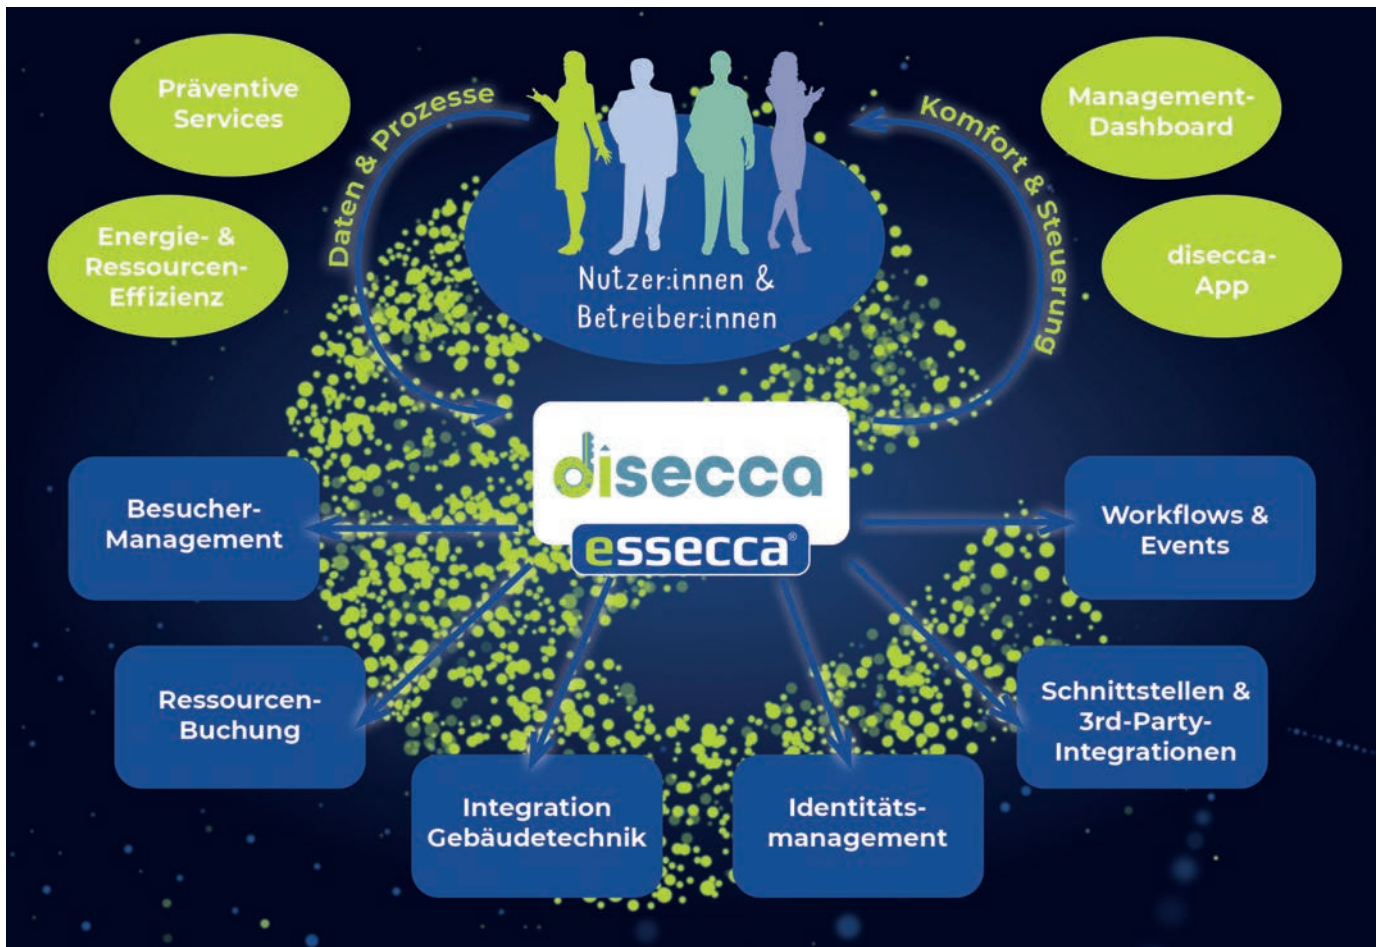 Präventive
Services
Energie- &
Ressourcen-
Effizienz
Daten & Prozesse
Nutzer:innen &
Betreiber:innen
Komfort & Steuerung
Management-
Dashboard
disecca-
App
disecca
essecca®
Besucher-
Management
Ressourcen-
Buchung
Integration
Gebäudetechnik
Identitäts-
management
Schnittstellen &
3rd-Party-
Integrationen
Workflows &
Events